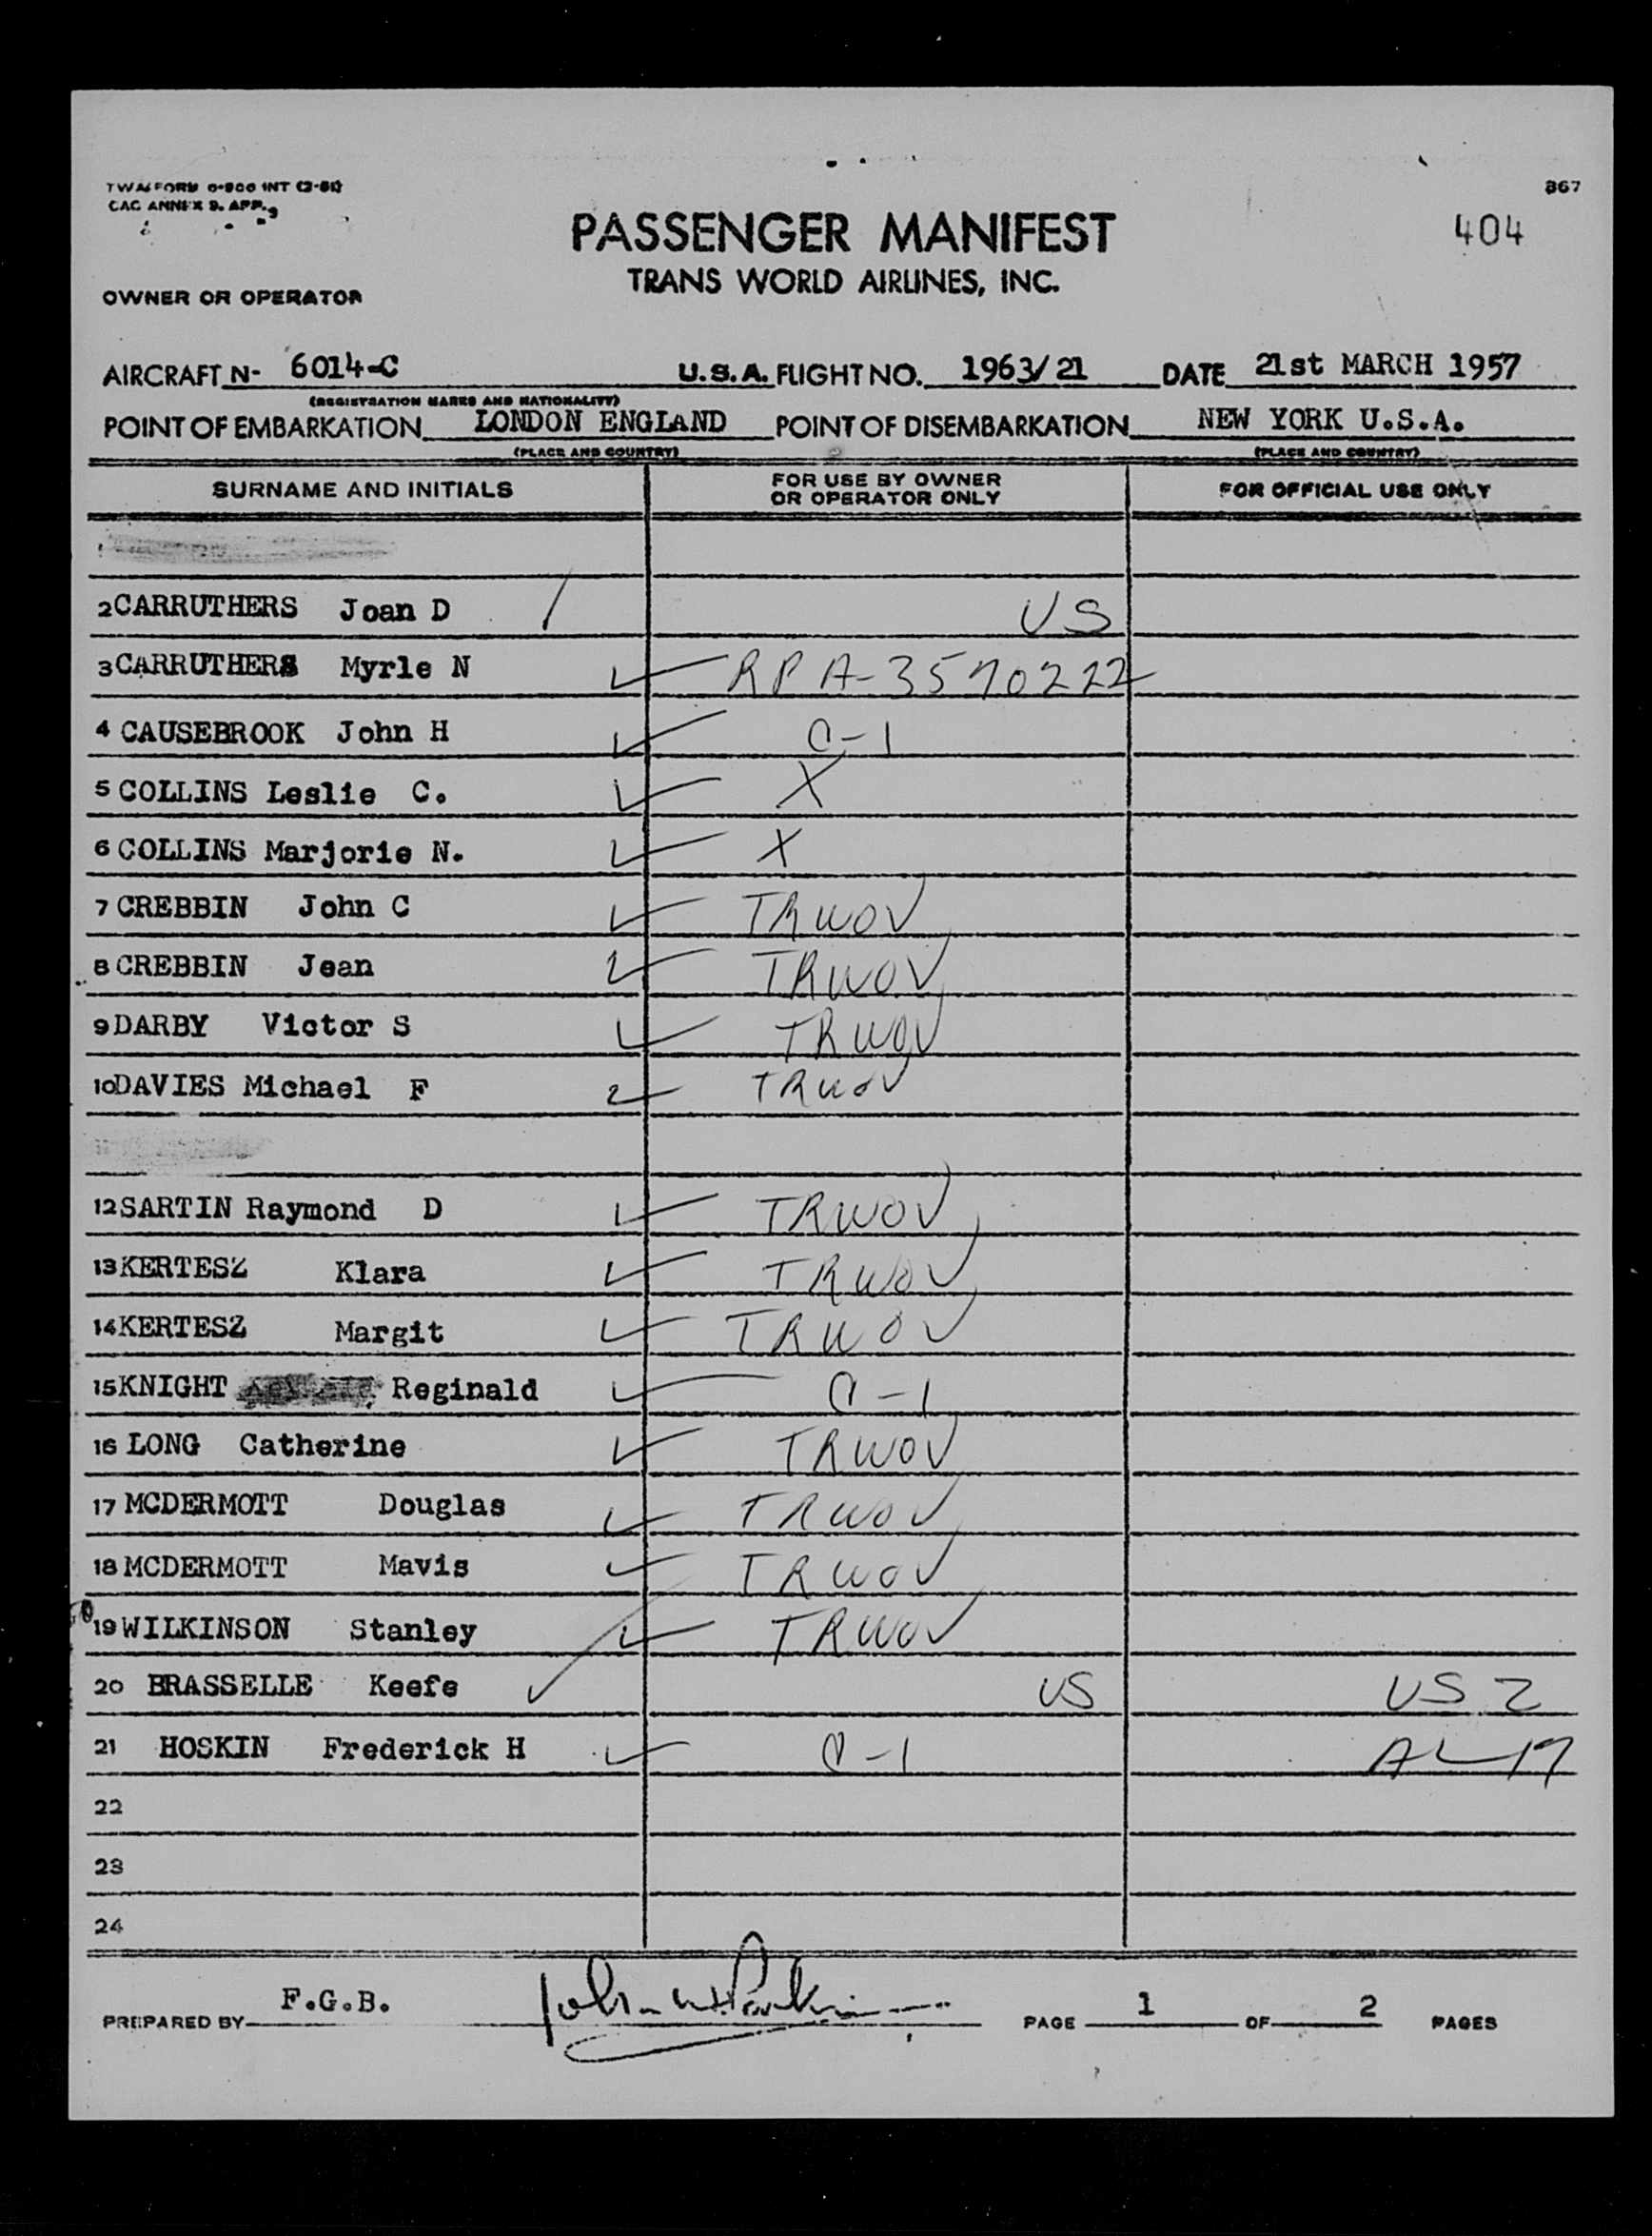 TWA FORM 0-800 INT (2-51)
CAC ANNEX 9. APP.
367
404
PASSENGER MANIFEST
TRANS WORLD AIRLINES, INC.
OWNER OR OPERATOR
AIRCRAFT N- 6014-C U.S.A. FLIGHT NO. 1963/21 DATE 21st MARCH 1957
(REGISTRATION MARKS AND NATIONALITY)
POINT OF EMBARKATION LONDON ENGLAND POINT OF DISEMBARKATION NEW YORK U.S.A.
(PLACE AND COUNTRY) (PLACE AND COUNTRY)
SURNAME AND INITIALS FOR USE BY OWNER OR OPERATOR ONLY FOR OFFICIAL USE ONLY
2 CARRUTHERS Joan D / US
3 CARRUTHERS Myrle N ✓ RPA-3570222
4 CAUSEBROOK John H ✓ O-1
5 COLLINS Leslie C. ✓ X
6 COLLINS Marjorie N. ✓ X
7 CREBBIN John C ✓ TRWOV
8 CREBBIN Jean ✓ TRWOV
9 DARBY Victor S ✓ TRWOV
10 DAVIES Michael F ✓ TRWOV
12 SARTIN Raymond D ✓ TRWOV
13 KERTESZ Klara ✓ TRWOV
14 KERTESZ Margit ✓ TRWOV
15 KNIGHT Reginald ✓ O-1
16 LONG Catherine ✓ TRWOV
17 MCDERMOTT Douglas ✓ TRWOV
18 MCDERMOTT Mavis ✓ TRWOV
19 WILKINSON Stanley ✓ TRWOV
20 BRASSELLE Keefe ✓ US US 2
21 HOSKIN Frederick H ✓ O-1 AL-17
22
23
24
PREPARED BY F.G.B. PAGE 1 OF 2 PAGES